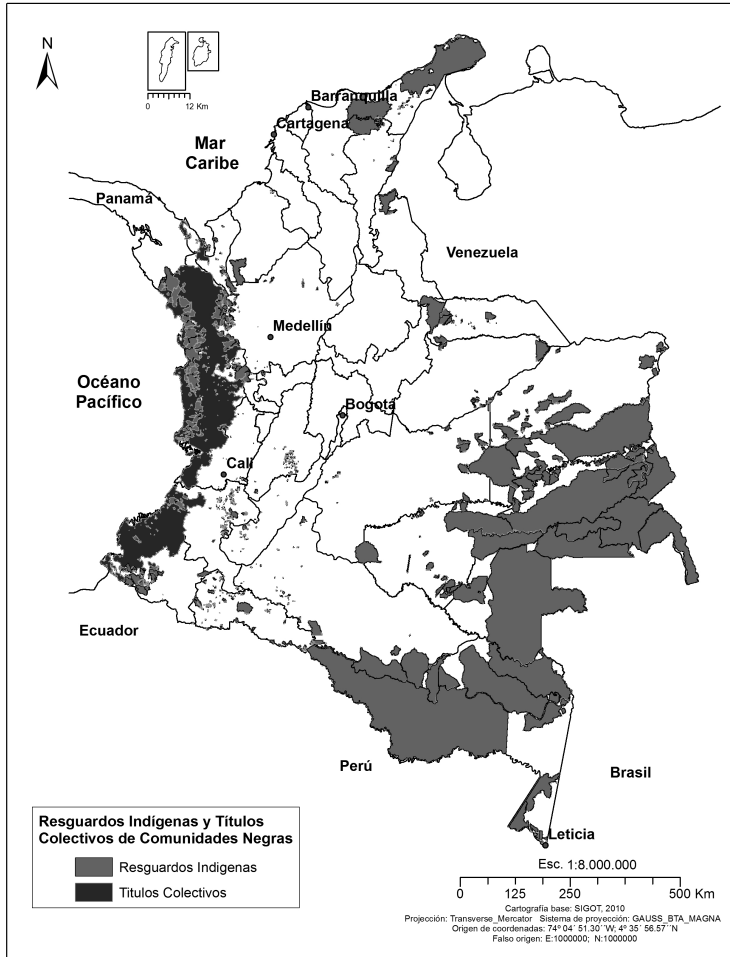 N
0 12 Km
Barranquilla
Cartagena
Mar
Caribe
Panamá
Venezuela
Medellín
Océano
Pacífico
Bogotá
Cali
Ecuador
Perú
Brasil
Leticia
Resguardos Indígenas y Títulos
Colectivos de Comunidades Negras
Resguardos Indigenas
Titulos Colectivos
Esc. 1:8.000.000
0 125 250 500 Km
Cartografía base: SIGOT, 2010
Projección: Transverse_Mercator Sistema de proyección: GAUSS_BTA_MAGNA
Origen de coordenadas: 74º 04´ 51.30´´W; 4º 35´ 56.57´´N
Falso origen: E:1000000; N:1000000